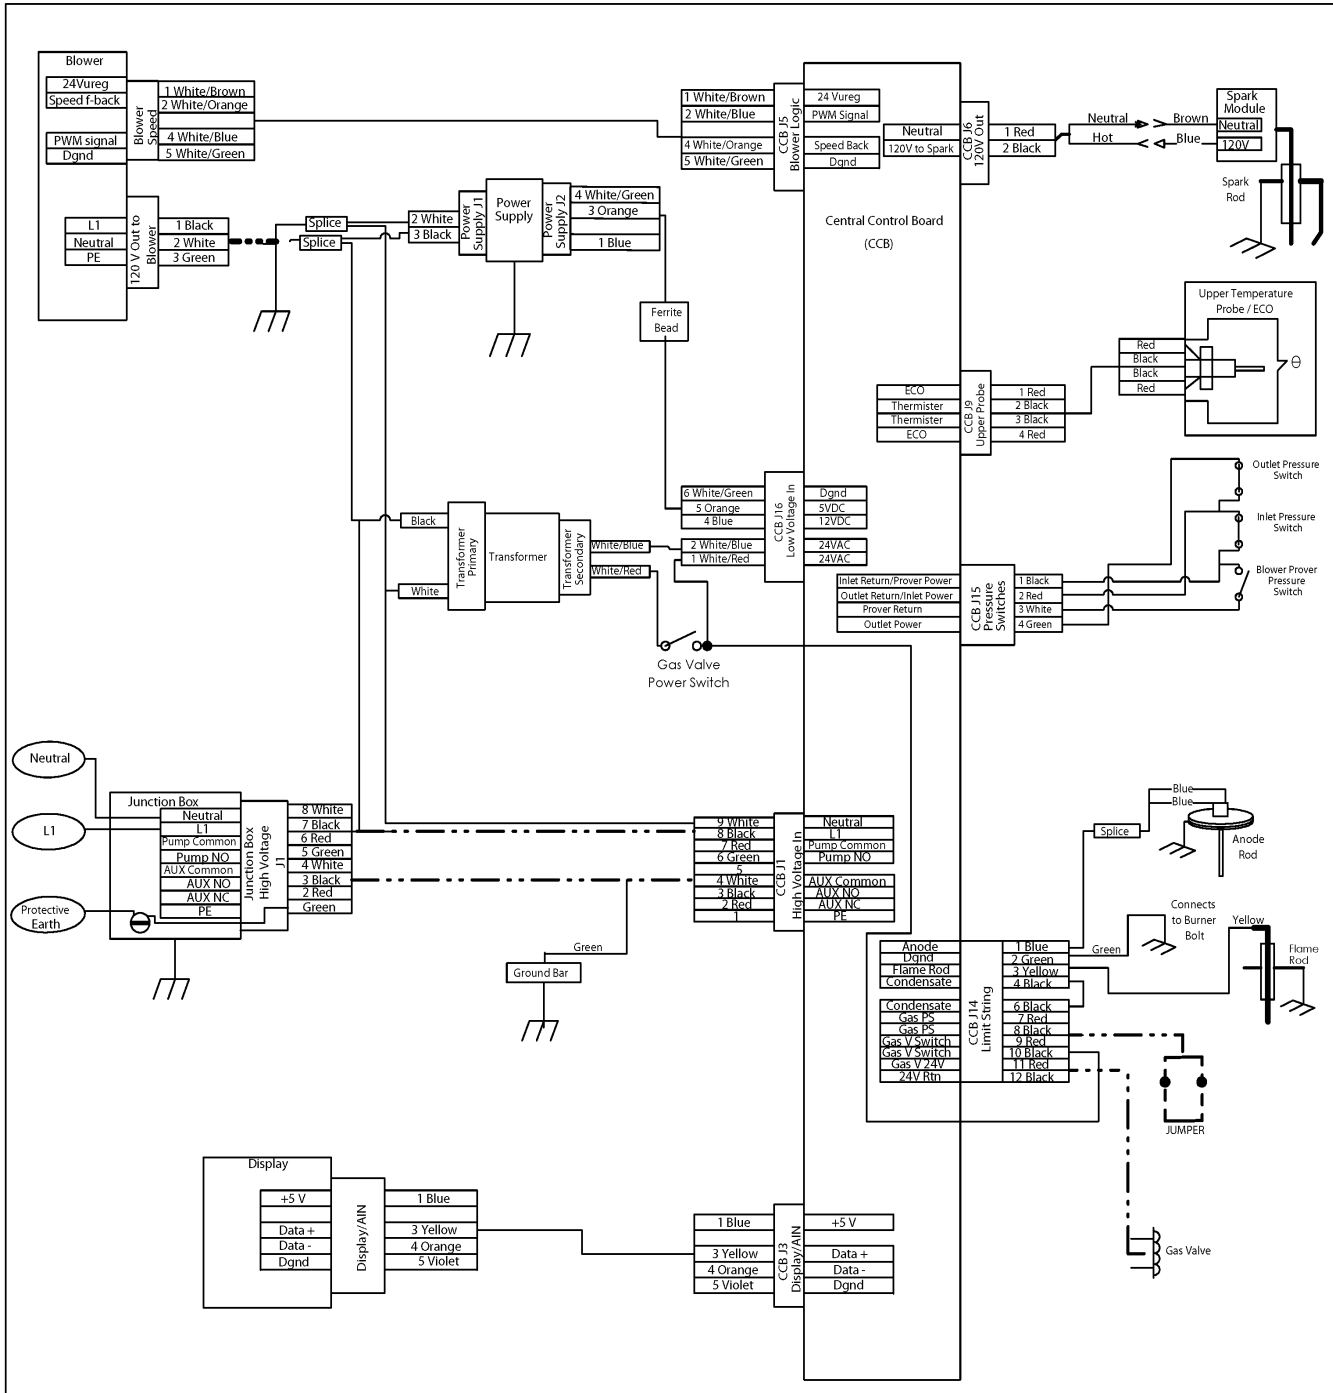 Blower
24Vureg
Speed f-back
PWM signal
Dgnd
Blower
Speed
1 White/Brown
2 White/Orange
4 White/Blue
5 White/Green
L1
Neutral
PE
120 V Out to
Blower
1 Black
2 White
3 Green
Splice
Splice
2 White
3 Black
Power
Supply J1
Power
Supply
Power
Supply J2
4 White/Green
3 Orange
1 Blue
Ferrite
Bead
1 White/Brown
2 White/Blue
4 White/Orange
5 White/Green
CCB J5
Blower Logic
24 Vureg
PWM Signal
Speed Back
Dgnd
Neutral
120V to Spark
CCB J6
120V Out
1 Red
2 Black
Neutral
Hot
Brown
Blue
Spark
Module
Neutral
120V
Spark
Rod
Central Control Board
(CCB)
Upper Temperature
Probe / ECO
Red
Black
Black
Red
θ
ECO
Thermister
Thermister
ECO
CCB J9
Upper Probe
1 Red
2 Black
3 Black
4 Red
Outlet Pressure
Switch
Inlet Pressure
Switch
Blower Prover
Pressure
Switch
6 White/Green
5 Orange
4 Blue
2 White/Blue
1 White/Red
CCB J16
Low Voltage In
Dgnd
5VDC
12VDC
24VAC
24VAC
Black
White
Transformer
Primary
Transformer
Transformer
Secondary
White/Blue
White/Red
Inlet Return/Prover Power
Outlet Return/Inlet Power
Prover Return
Outlet Power
CCB J15
Pressure
Switches
1 Black
2 Red
3 White
4 Green
Gas Valve
Power Switch
Neutral
L1
Protective
Earth
Junction Box
Neutral
L1
Pump Common
Pump NO
AUX Common
AUX NO
AUX NC
PE
Junction Box
High Voltage
J1
8 White
7 Black
6 Red
5 Green
4 White
3 Black
2 Red
Green
Green
Ground Bar
9 White
8 Black
7 Red
6 Green
5
4 White
3 Black
2 Red
1
CCB J1
High Voltage In
Neutral
L1
Pump Common
Pump NO
AUX Common
AUX NO
AUX NC
PE
Blue
Blue
Splice
Anode
Rod
Connects
to Burner
Bolt
Green
Yellow
Flame
Rod
Anode
Dgnd
Flame Rod
Condensate
Condensate
Gas PS
Gas PS
Gas V Switch
Gas V Switch
Gas V 24V
24V Rtn
CCB J14
Limit String
1 Blue
2 Green
3 Yellow
4 Black
6 Black
7 Red
8 Black
9 Red
10 Black
11 Red
12 Black
JUMPER
Gas Valve
Display
+5 V
Data +
Data -
Dgnd
Display/AIN
1 Blue
3 Yellow
4 Orange
5 Violet
1 Blue
3 Yellow
4 Orange
5 Violet
CCB J3
Display/AIN
+5 V
Data +
Data -
Dgnd